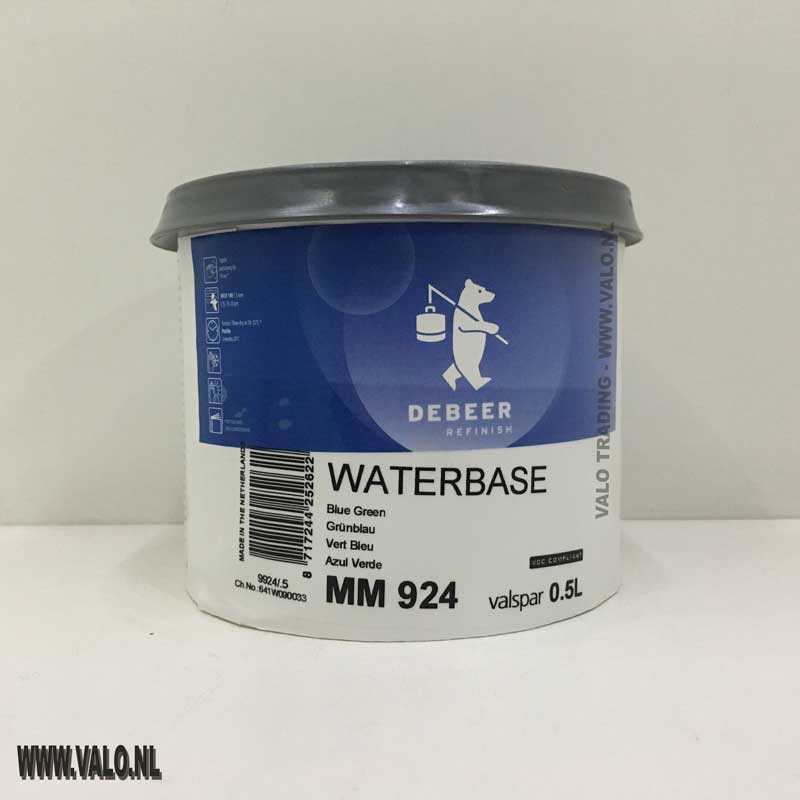 DEBEER
REFINISH
WATERBASE
Blue Green
Grünblau
Vert Bleu
Azul Verde
MM 924
VOC COMPLIANT
valspar 0.5L
MADE IN THE NETHERLANDS
8 717244 252622
9924/.5
Ch.No.:641W090033
VALO TRADING - WWW.VALO.NL
WWW.VALO.NL